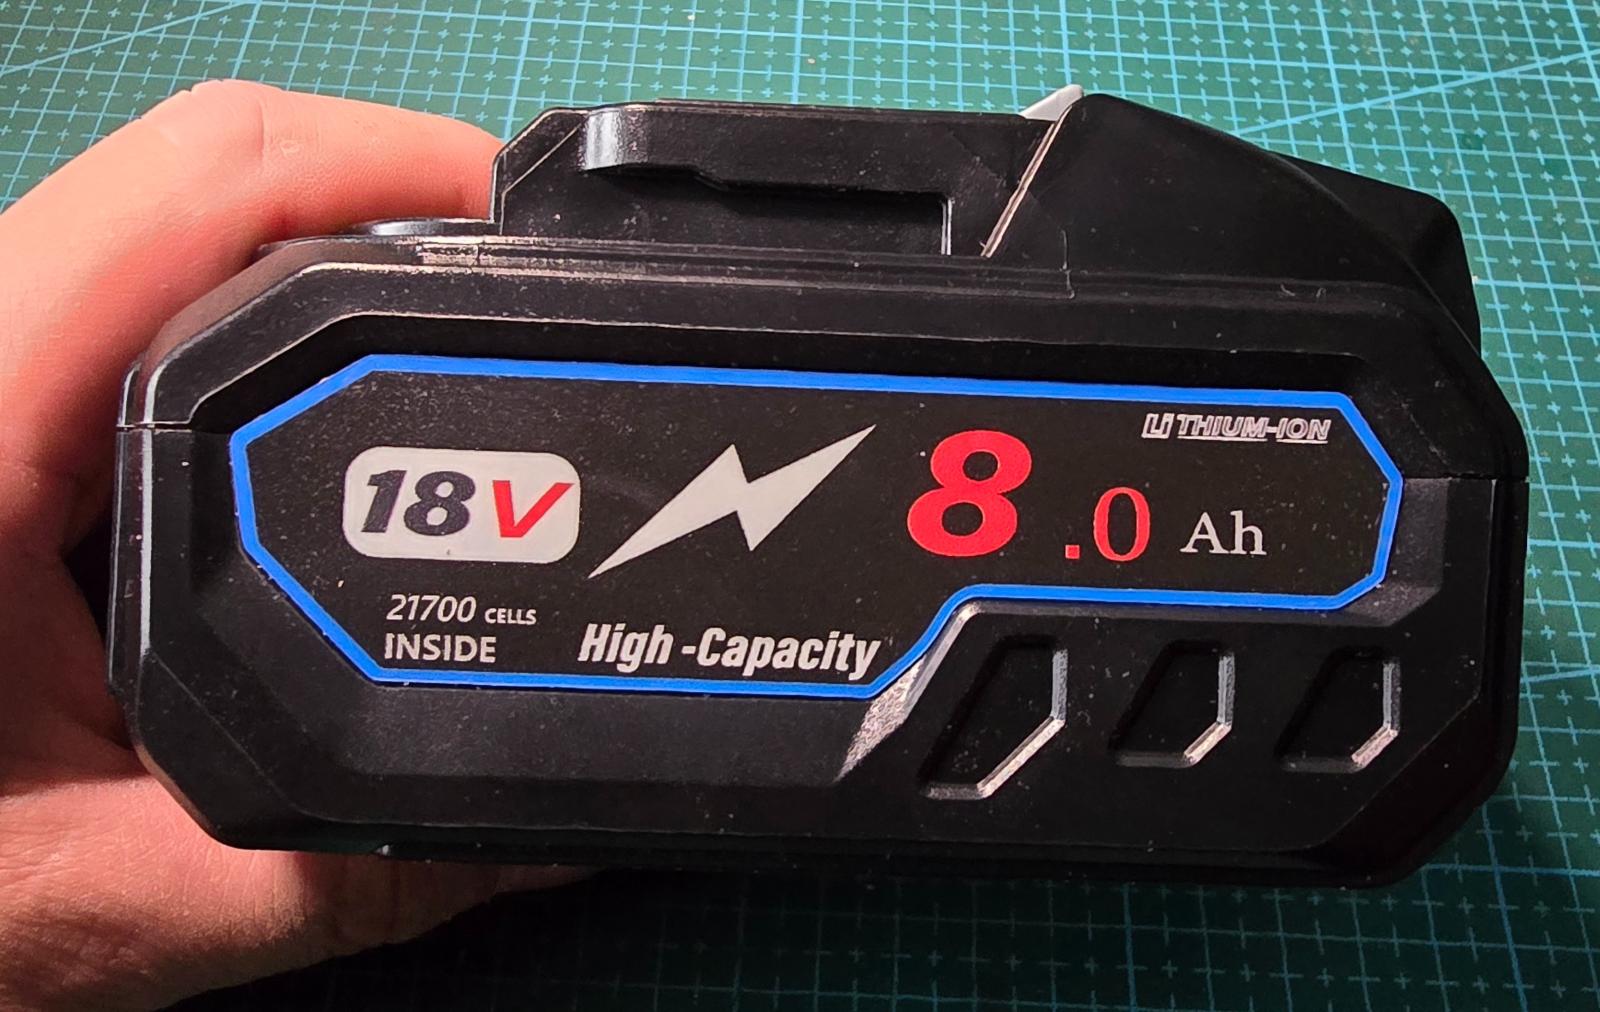 LiTHIUM-ION
18V
8.0 Ah
21700 CELLS
INSIDE
High-Capacity